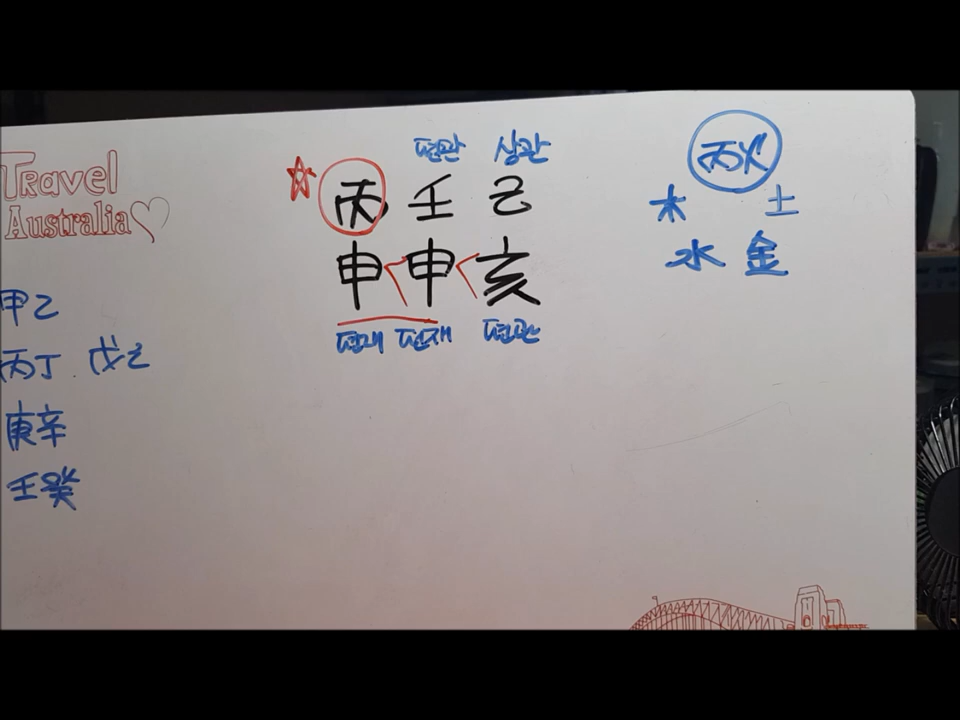 Travel
Australia
편관 상관
丙 壬 己
申 申 亥
편재 편재 편관
丙火
木 土
水 金
甲乙
丙丁 戊己
庚辛
壬癸